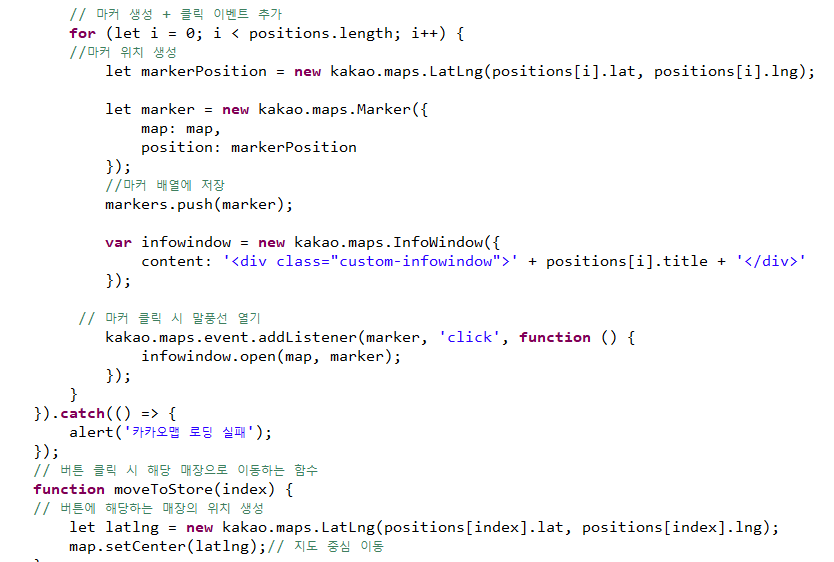 // 마커 생성 + 클릭 이벤트 추가
for (let i = 0; i < positions.length; i++) {
//마커 위치 생성
let markerPosition = new kakao.maps.LatLng(positions[i].lat, positions[i].lng);
let marker = new kakao.maps.Marker({
map: map,
position: markerPosition
});
//마커 배열에 저장
markers.push(marker);
var infowindow = new kakao.maps.InfoWindow({
content: '<div class="custom-infowindow">' + positions[i].title + '</div>'
});
// 마커 클릭 시 말풍선 열기
kakao.maps.event.addListener(marker, 'click', function () {
infowindow.open(map, marker);
});
}
}).catch(() => {
alert('카카오맵 로딩 실패');
});
// 버튼 클릭 시 해당 매장으로 이동하는 함수
function moveToStore(index) {
// 버튼에 해당하는 매장의 위치 생성
let latlng = new kakao.maps.LatLng(positions[index].lat, positions[index].lng);
map.setCenter(latlng);// 지도 중심 이동